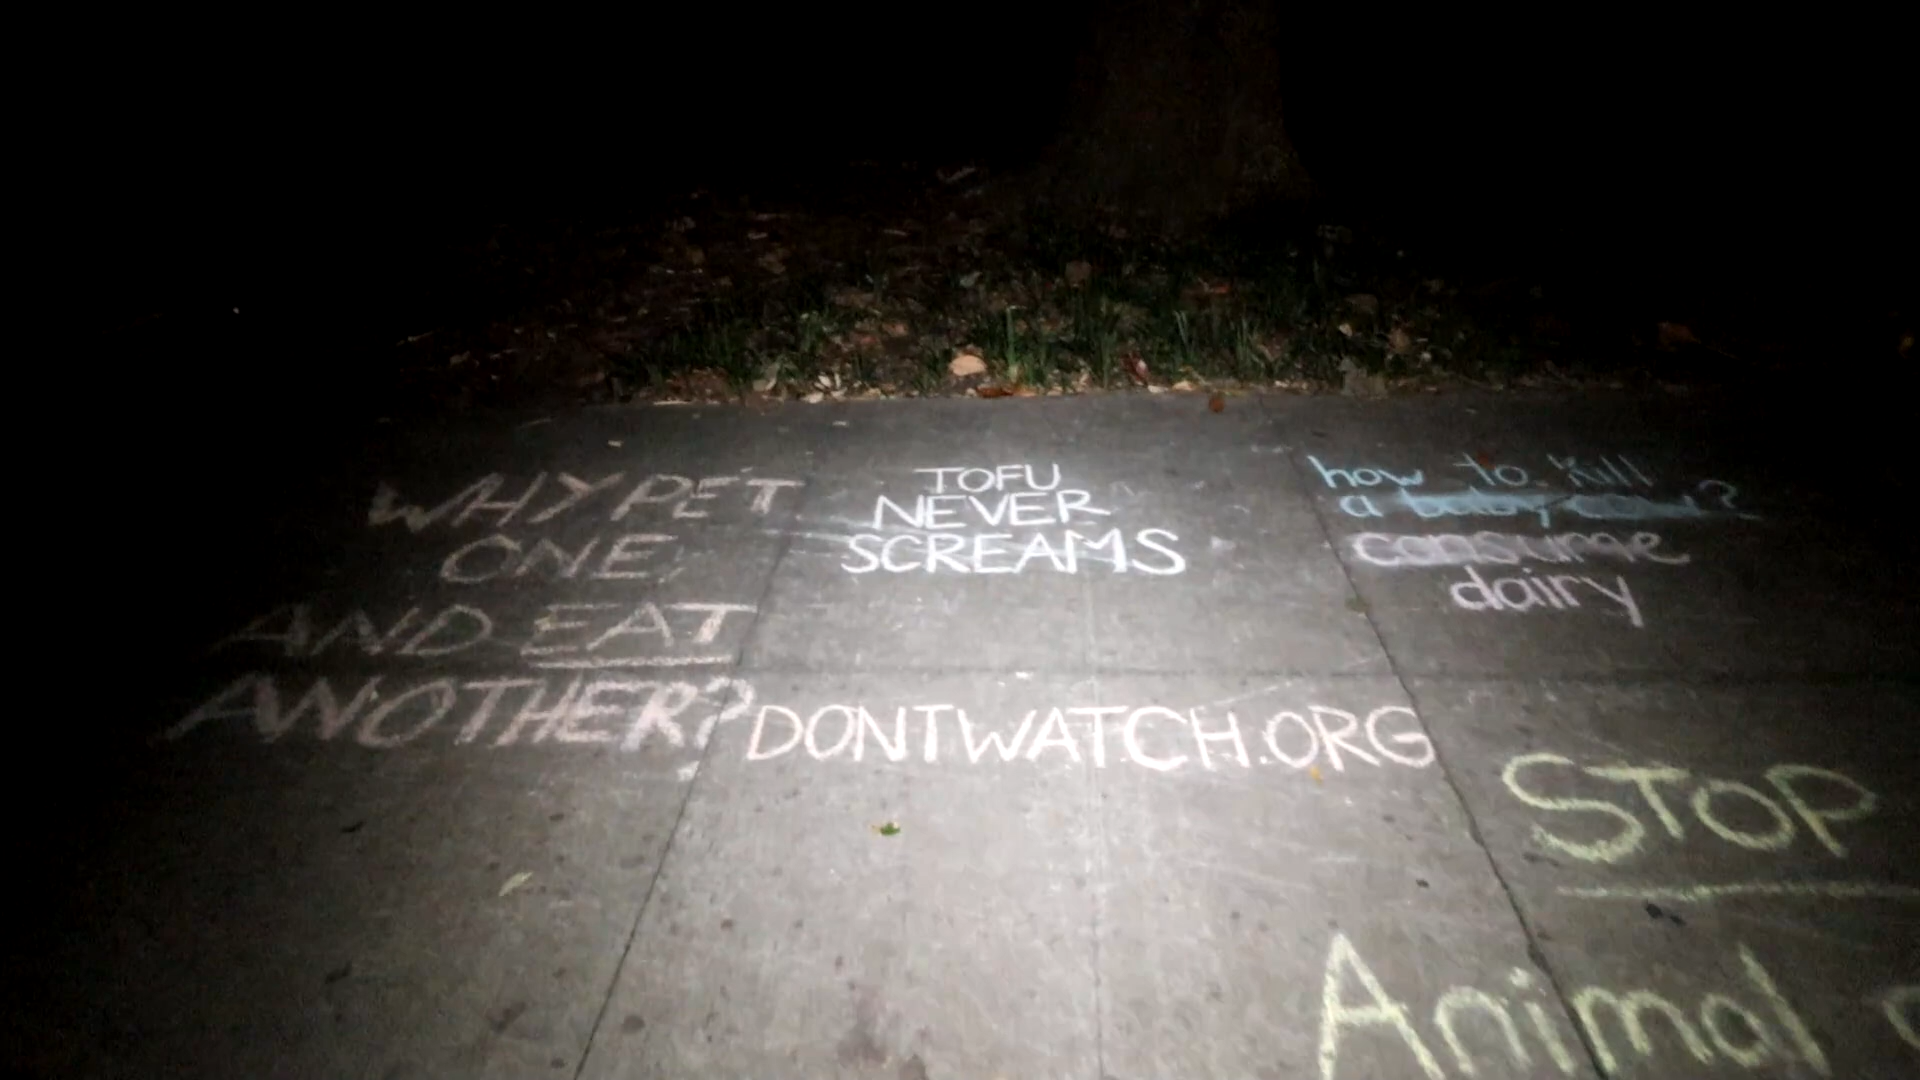 WHY PET
ONE,
AND EAT
ANOTHER?
TOFU
NEVER
SCREAMS
DONTWATCH.ORG
how to kill
a baby cow?
consume
dairy
STOP
Animal